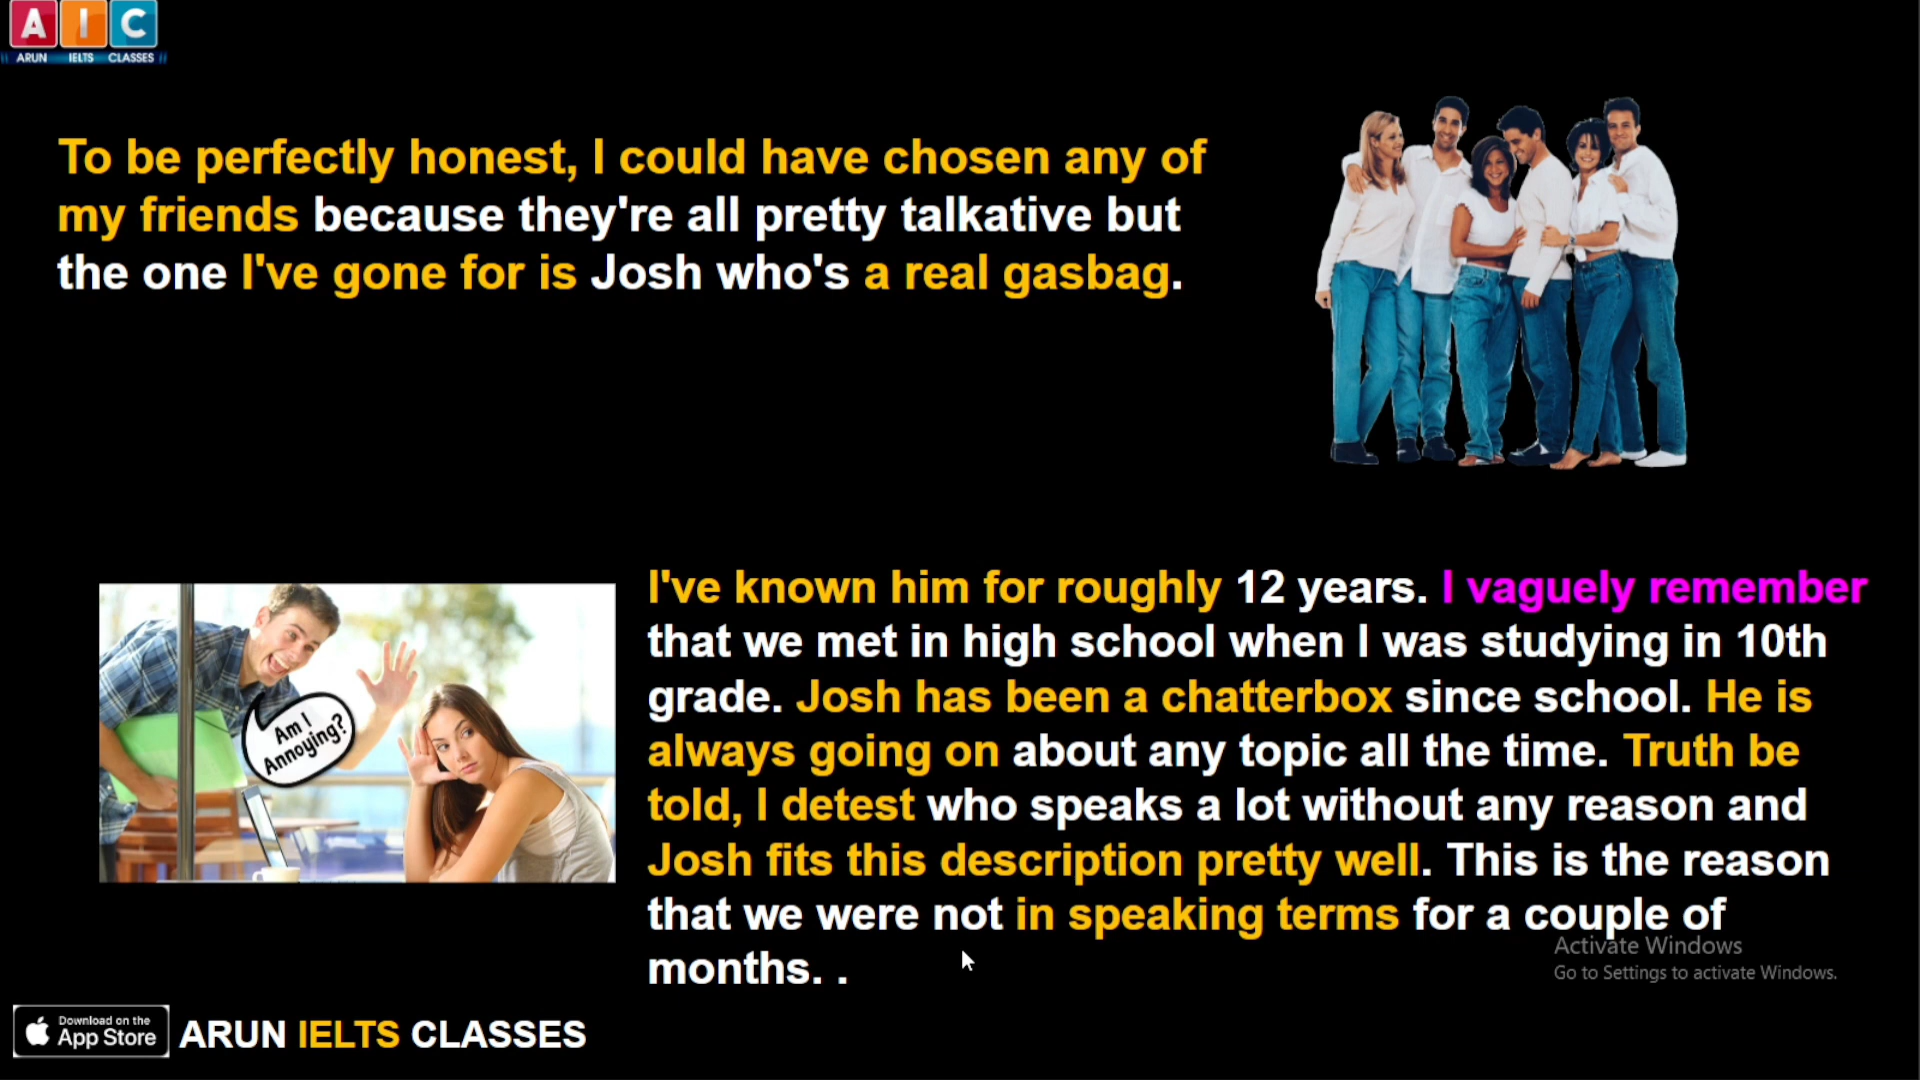 A I C
ARUN IELTS CLASSES
To be perfectly honest, I could have chosen any of
my friends because they're all pretty talkative but
the one I've gone for is Josh who's a real gasbag.
I've known him for roughly 12 years. I vaguely remember
that we met in high school when I was studying in 10th
grade. Josh has been a chatterbox since school. He is
always going on about any topic all the time. Truth be
told, I detest who speaks a lot without any reason and
Josh fits this description pretty well. This is the reason
that we were not in speaking terms for a couple of
months. .
Am I
Annoying?
Activate Windows
Go to Settings to activate Windows.
Download on the
App Store
ARUN IELTS CLASSES